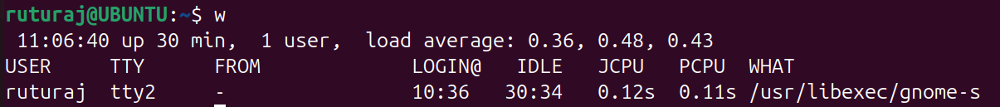 ruturaj@UBUNTU:~$ w
 11:06:40 up 30 min,  1 user,  load average: 0.36, 0.48, 0.43
USER     TTY      FROM             LOGIN@   IDLE   JCPU   PCPU  WHAT
ruturaj  tty2     -                10:36   30:34   0.12s  0.11s /usr/libexec/gnome-s